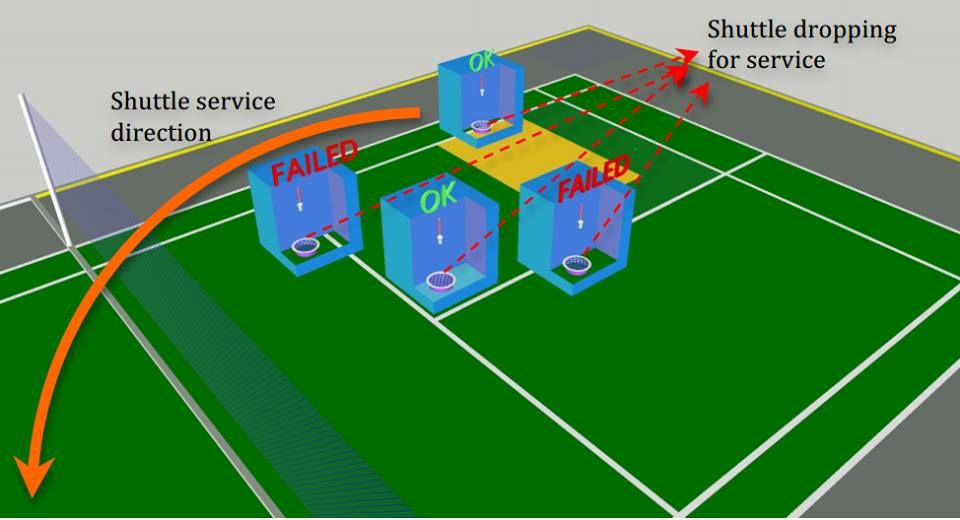 Shuttle dropping
for service
OK
Shuttle service
direction
FAILED
FAILED
OK